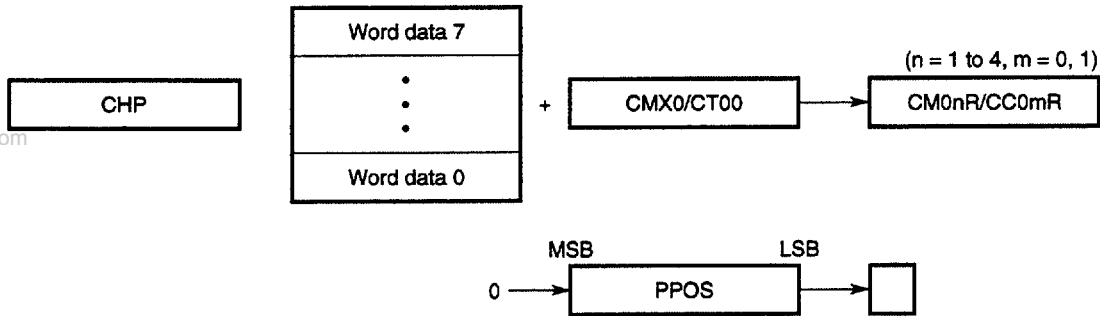 Word data 7
(n = 1 to 4, m = 0, 1)
CHP
+
CMX0/CT00
CM0nR/CC0mR
om
Word data 0
MSB
LSB
0
PPOS